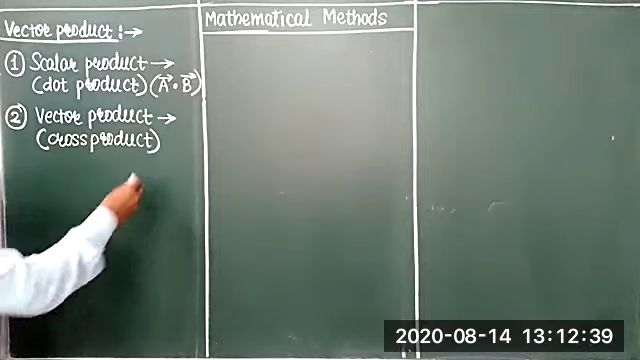 Mathematical Methods
Vector product :→
① Scalar product →
(dot product) (A⃗ · B⃗)
② Vector product →
(cross product)
2020-08-14 13:12:39